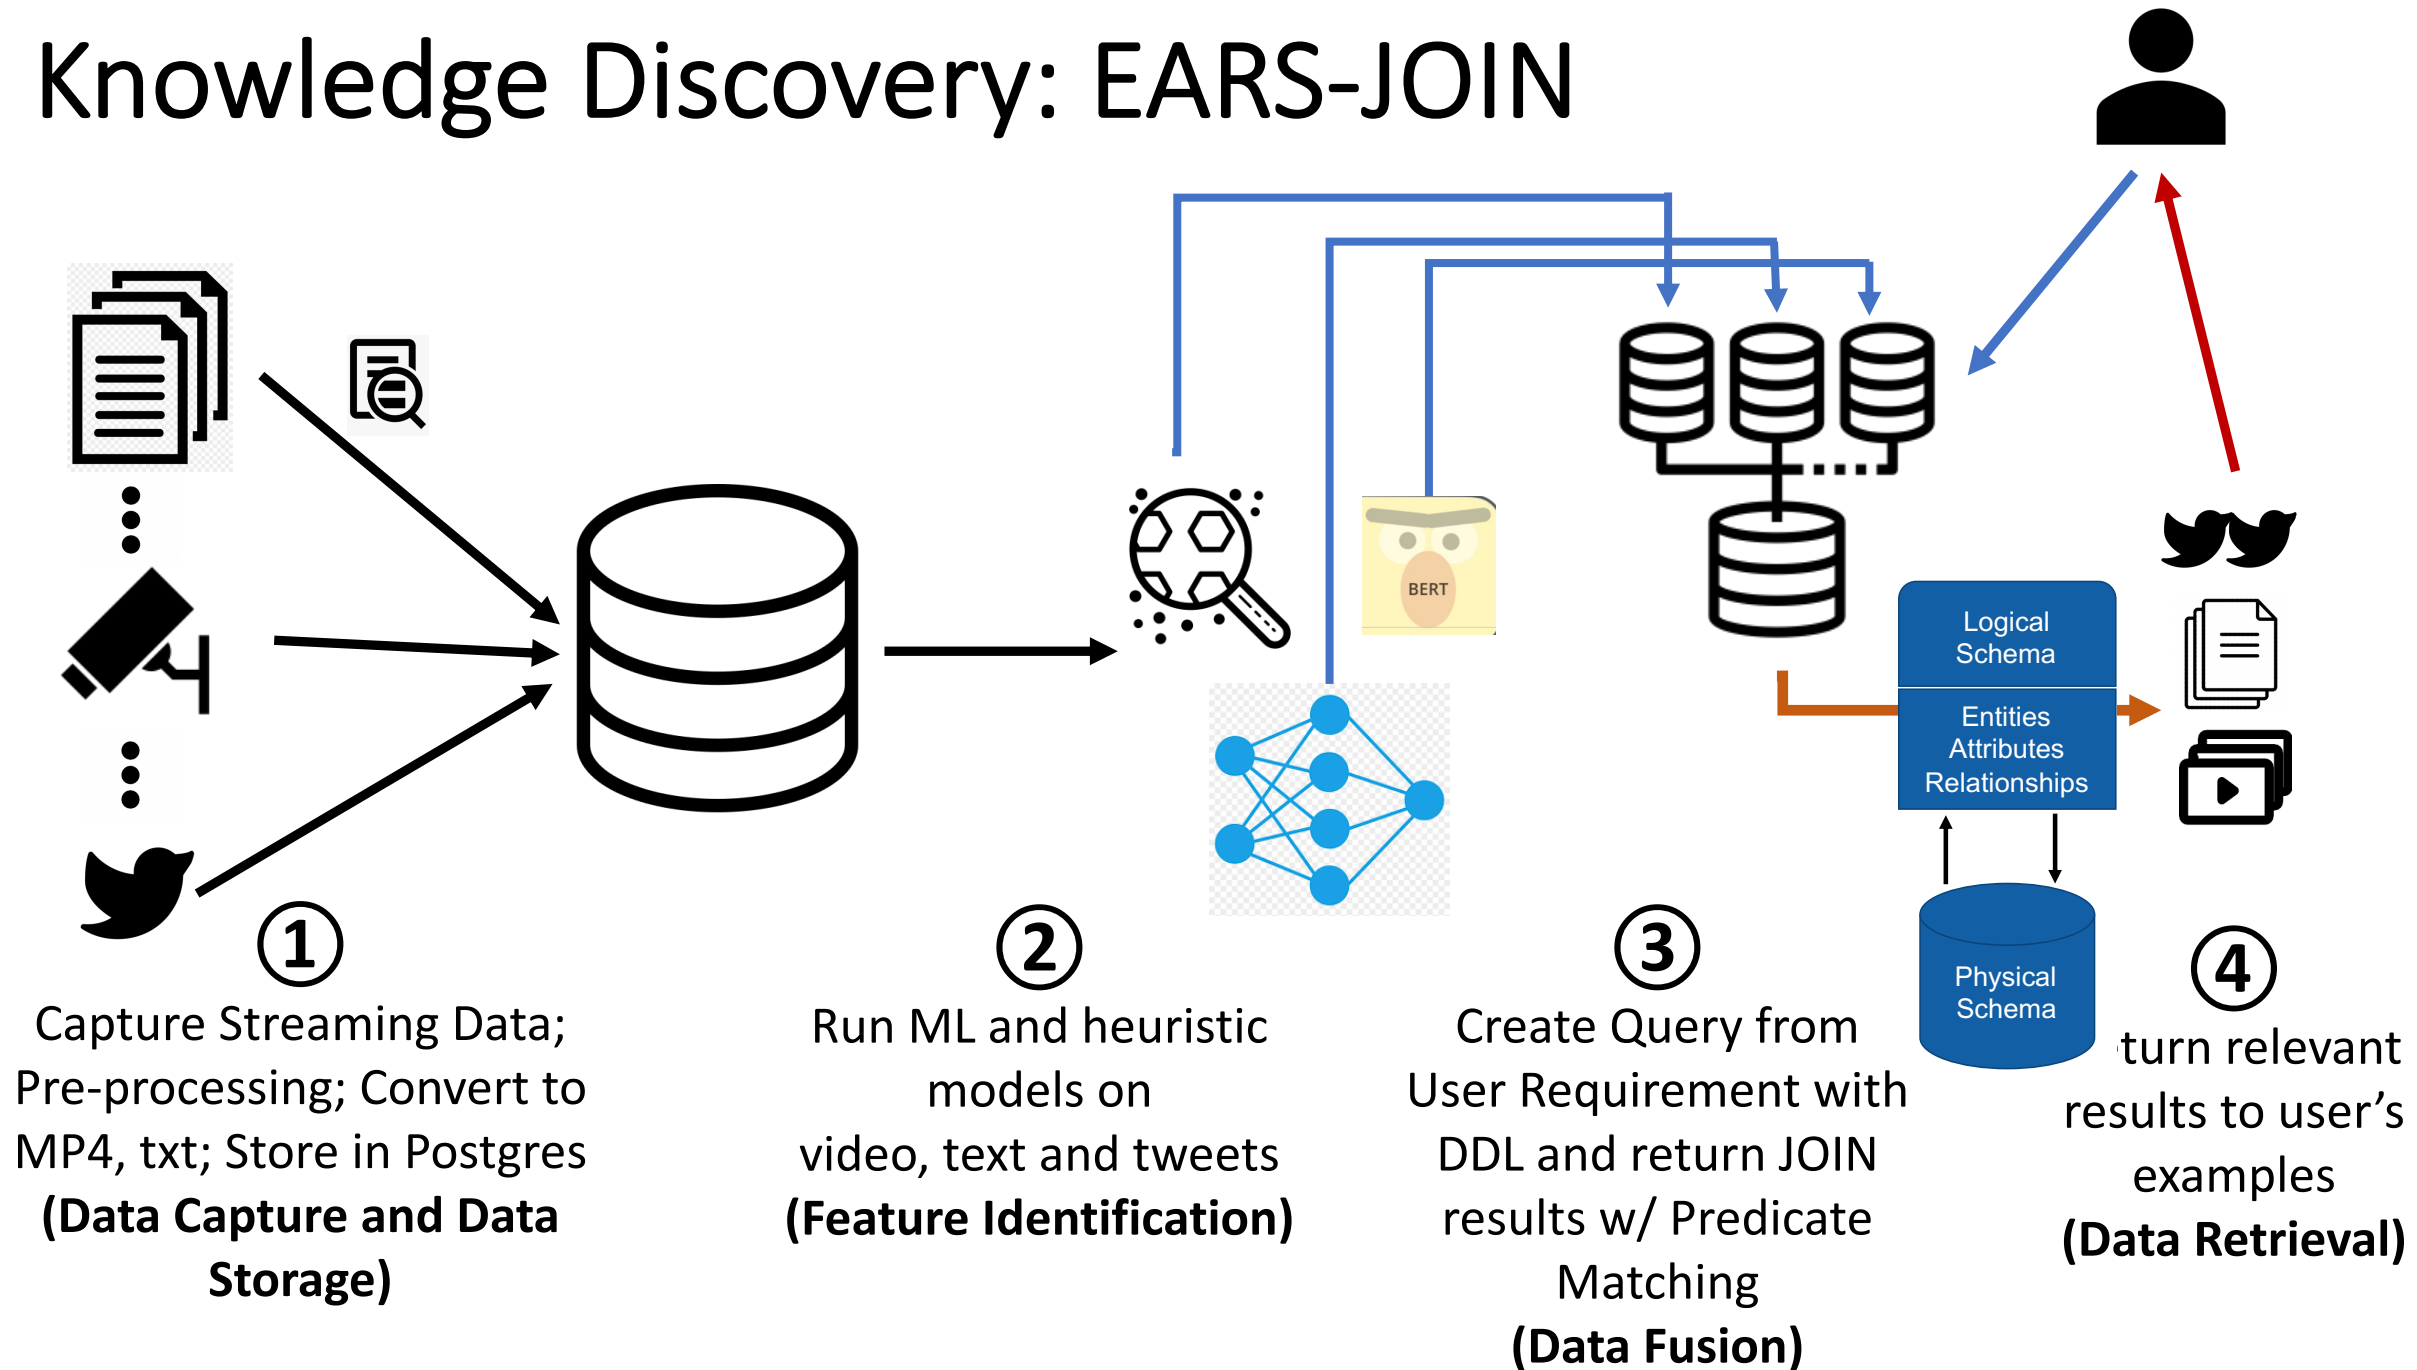 Knowledge Discovery: EARS-JOIN
BERT
Logical
Schema
Entities
Attributes
Relationships
Physical
Schema
1
Capture Streaming Data;
Pre-processing; Convert to
MP4, txt; Store in Postgres
(Data Capture and Data
Storage)
2
Run ML and heuristic
models on
video, text and tweets
(Feature Identification)
3
Create Query from
User Requirement with
DDL and return JOIN
results w/ Predicate
Matching
(Data Fusion)
4
turn relevant
results to user’s
examples
(Data Retrieval)